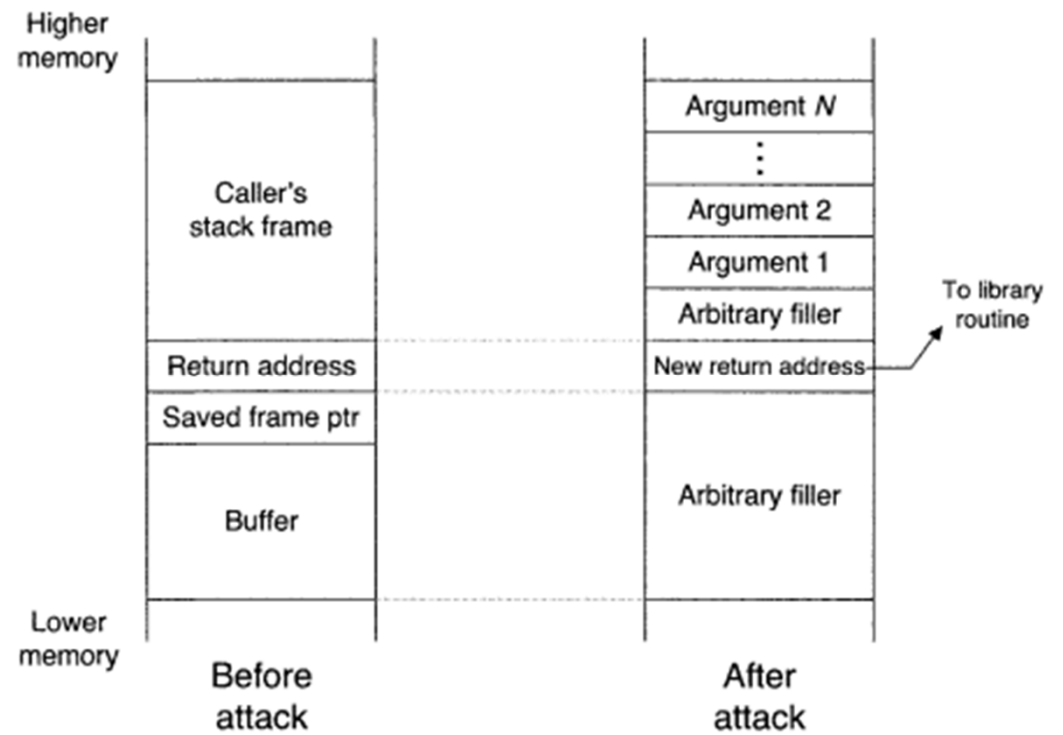 Higher
memory
Caller's
stack frame
Return address
Saved frame ptr
Buffer
Lower
memory
Before
attack
Argument N
⋮
Argument 2
Argument 1
Arbitrary filler
New return address
To library
routine
Arbitrary filler
After
attack